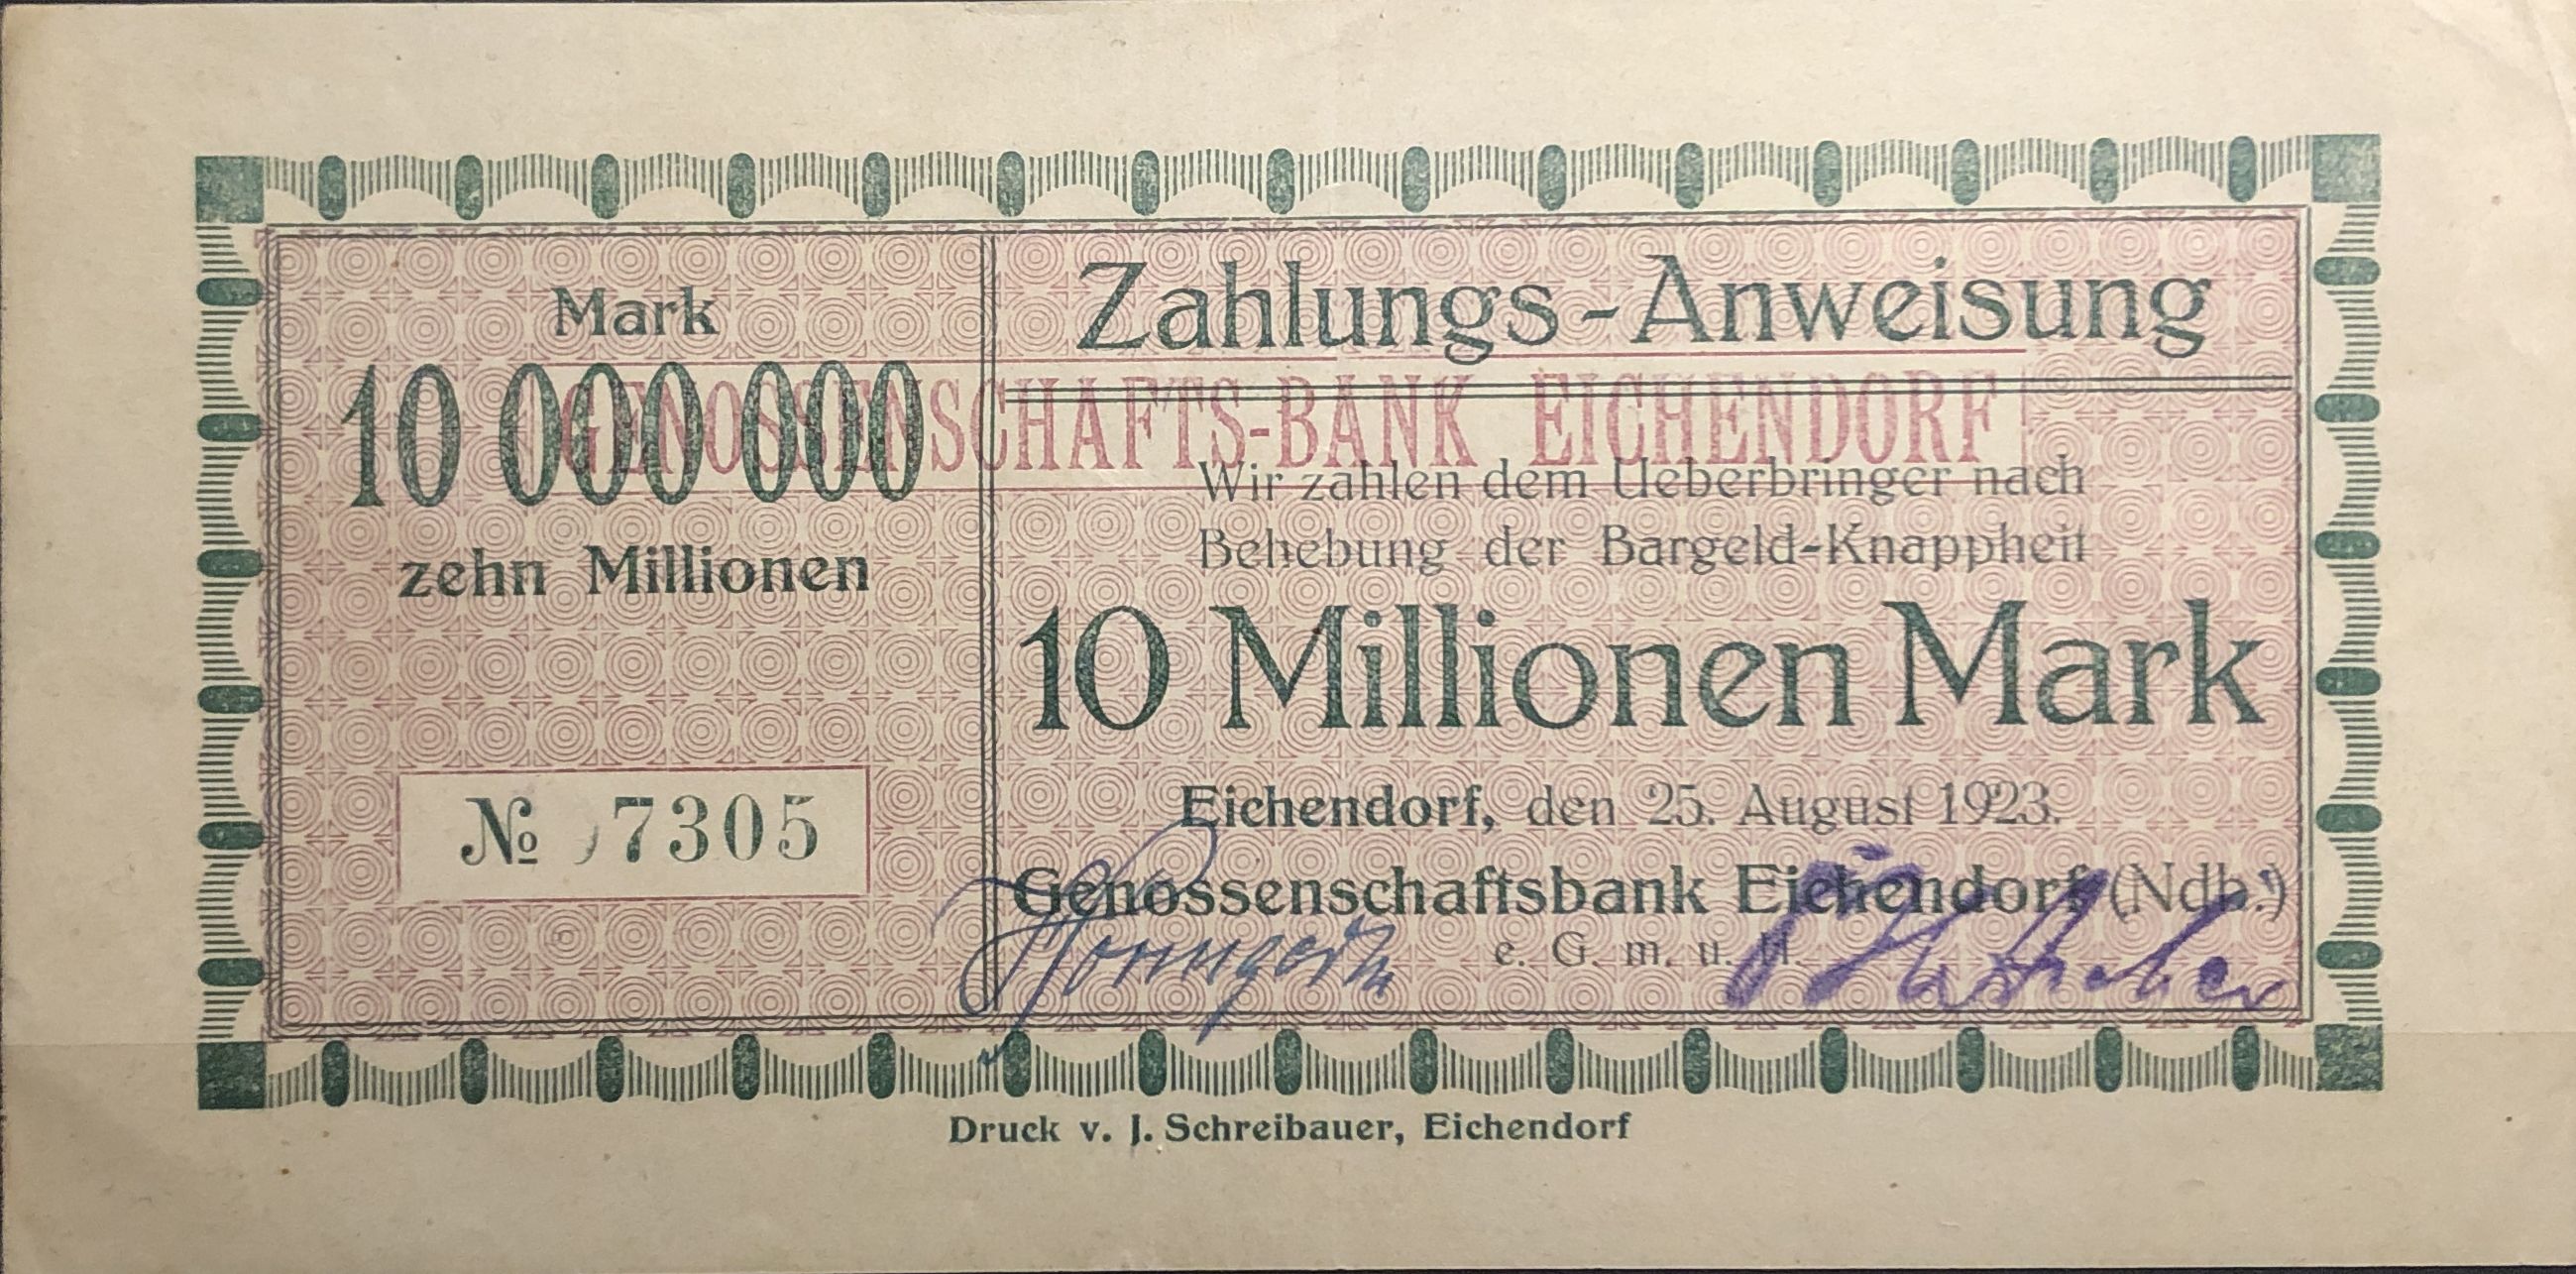 Mark
10 000 000
zehn Millionen
№ 7305
Zahlungs-Anweisung
GENOSSENSCHAFTS-BANK EICHENDORF
Wir zahlen dem Ueberbringer nach
Behebung der Bargeld-Knappheit
10 Millionen Mark
Eichendorf, den 25. August 1923.
Genossenschaftsbank Eichendorf (Ndb.)
e. G. m. u. H.
Druck v. J. Schreibauer, Eichendorf